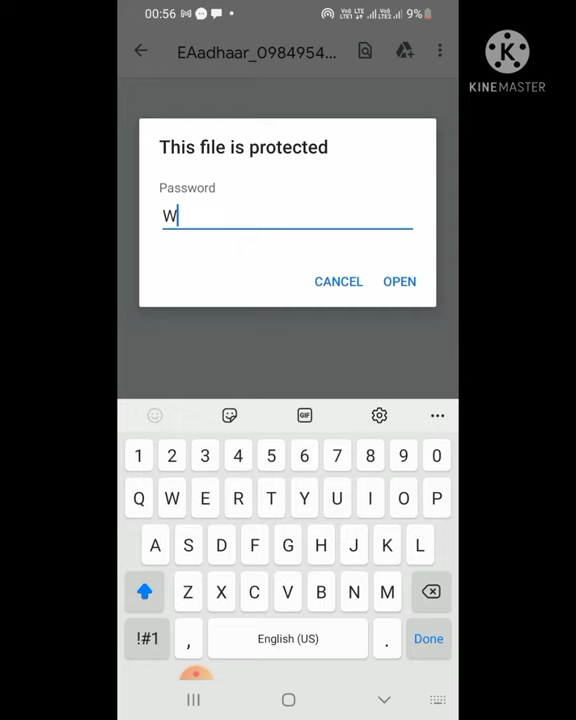 00:56 9%
EAadhaar_0984954...
KINEMASTER
This file is protected
Password
W
CANCEL OPEN
GIF
1 2 3 4 5 6 7 8 9 0
Q W E R T Y U I O P
A S D F G H J K L
Z X C V B N M
!#1 , English (US) . Done